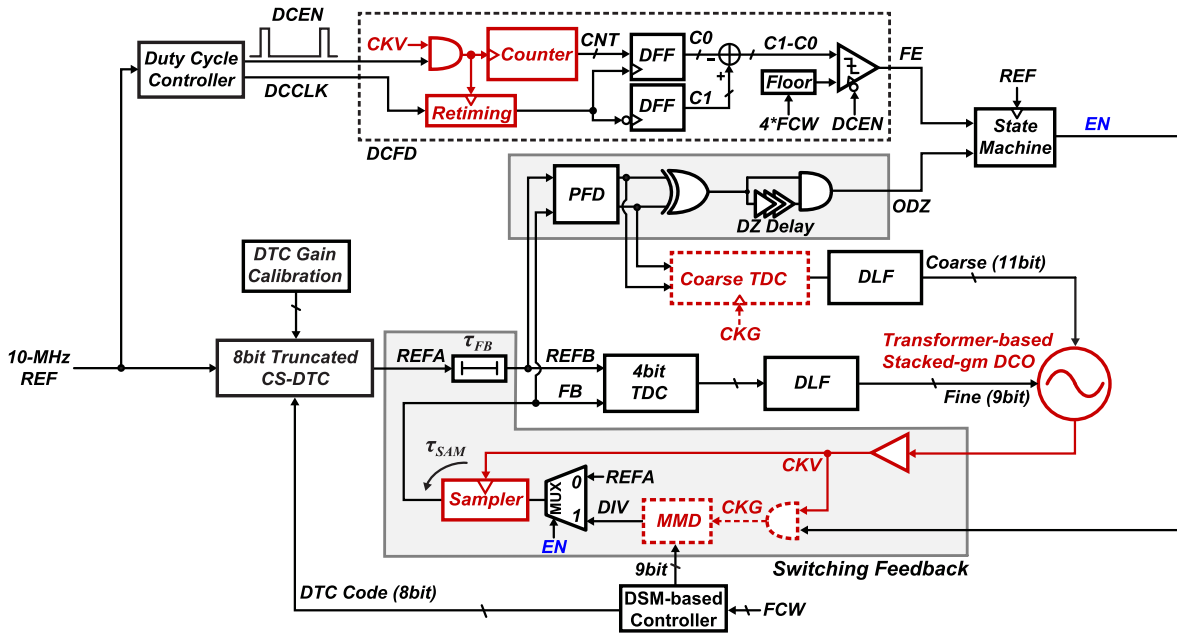 DCEN
Duty Cycle
Controller
DCCLK
CKV
Counter
CNT
Retiming
DFF
C0
DFF
C1
-
+
C1-C0
Floor
4*FCW
DCEN
FE
DCFD
REF
State
Machine
EN
PFD
DZ Delay
ODZ
DTC Gain
Calibration
Coarse TDC
CKG
DLF
Coarse (11bit)
Transformer-based
Stacked-gm DCO
10-MHz
REF
8bit Truncated
CS-DTC
REFA
τFB
REFB
FB
4bit
TDC
DLF
Fine (9bit)
τSAM
Sampler
MUX
0
1
REFA
DIV
EN
MMD
CKG
CKV
9bit
Switching Feedback
DTC Code (8bit)
DSM-based
Controller
FCW